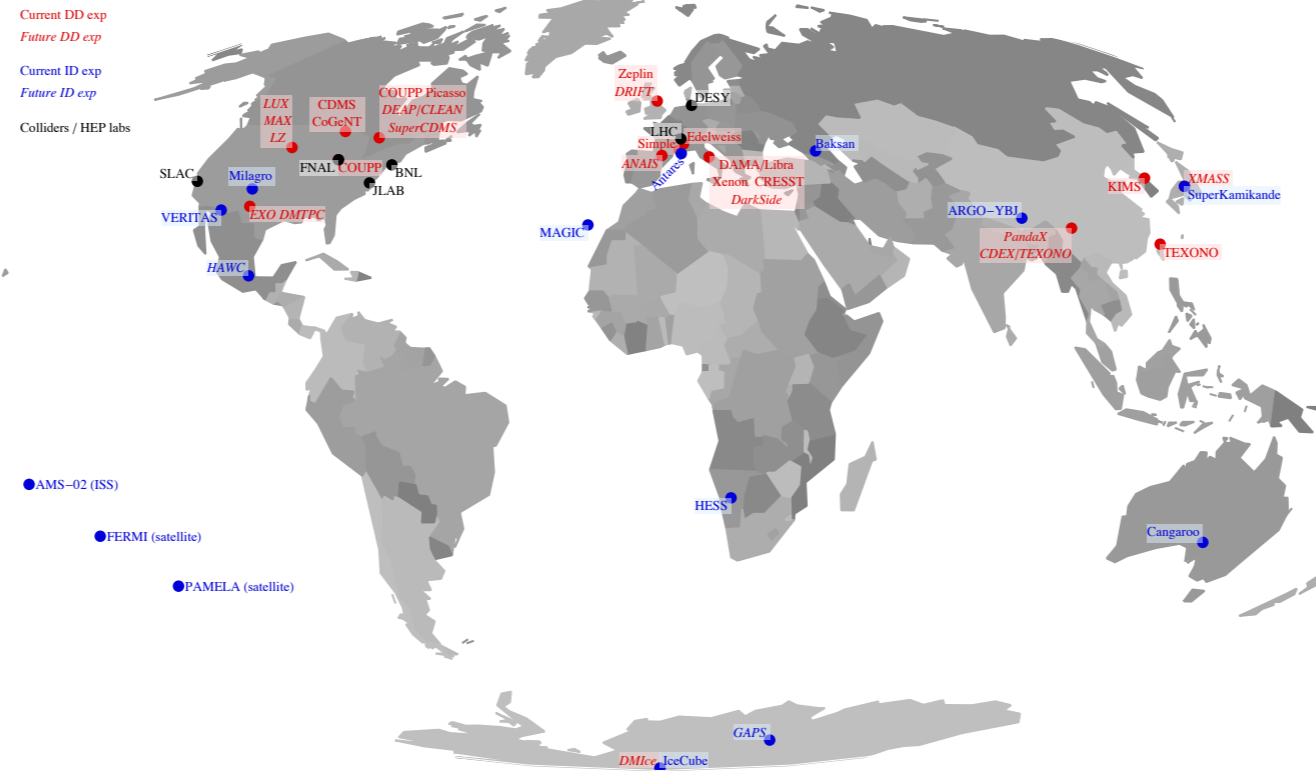 Current DD exp
Future DD exp
Current ID exp
Future ID exp
Colliders / HEP labs
LUX
MAX
LZ
CDMS
CoGeNT
COUPP Picasso
DEAP/CLEAN
SuperCDMS
SLAC
Milagro
FNAL
COUPP
BNL
JLAB
VERITAS
EXO DMTPC
HAWC
Zeplin
DRIFT
DESY
LHC
Edelweiss
Simple
ANAIS
Antares
DAMA/Libra
Xenon CRESST
DarkSide
Baksan
MAGIC
KIMS
XMASS
SuperKamikande
ARGO−YBJ
PandaX
CDEX/TEXONO
TEXONO
AMS−02 (ISS)
FERMI (satellite)
PAMELA (satellite)
HESS
Cangaroo
GAPS
DMIce
IceCube